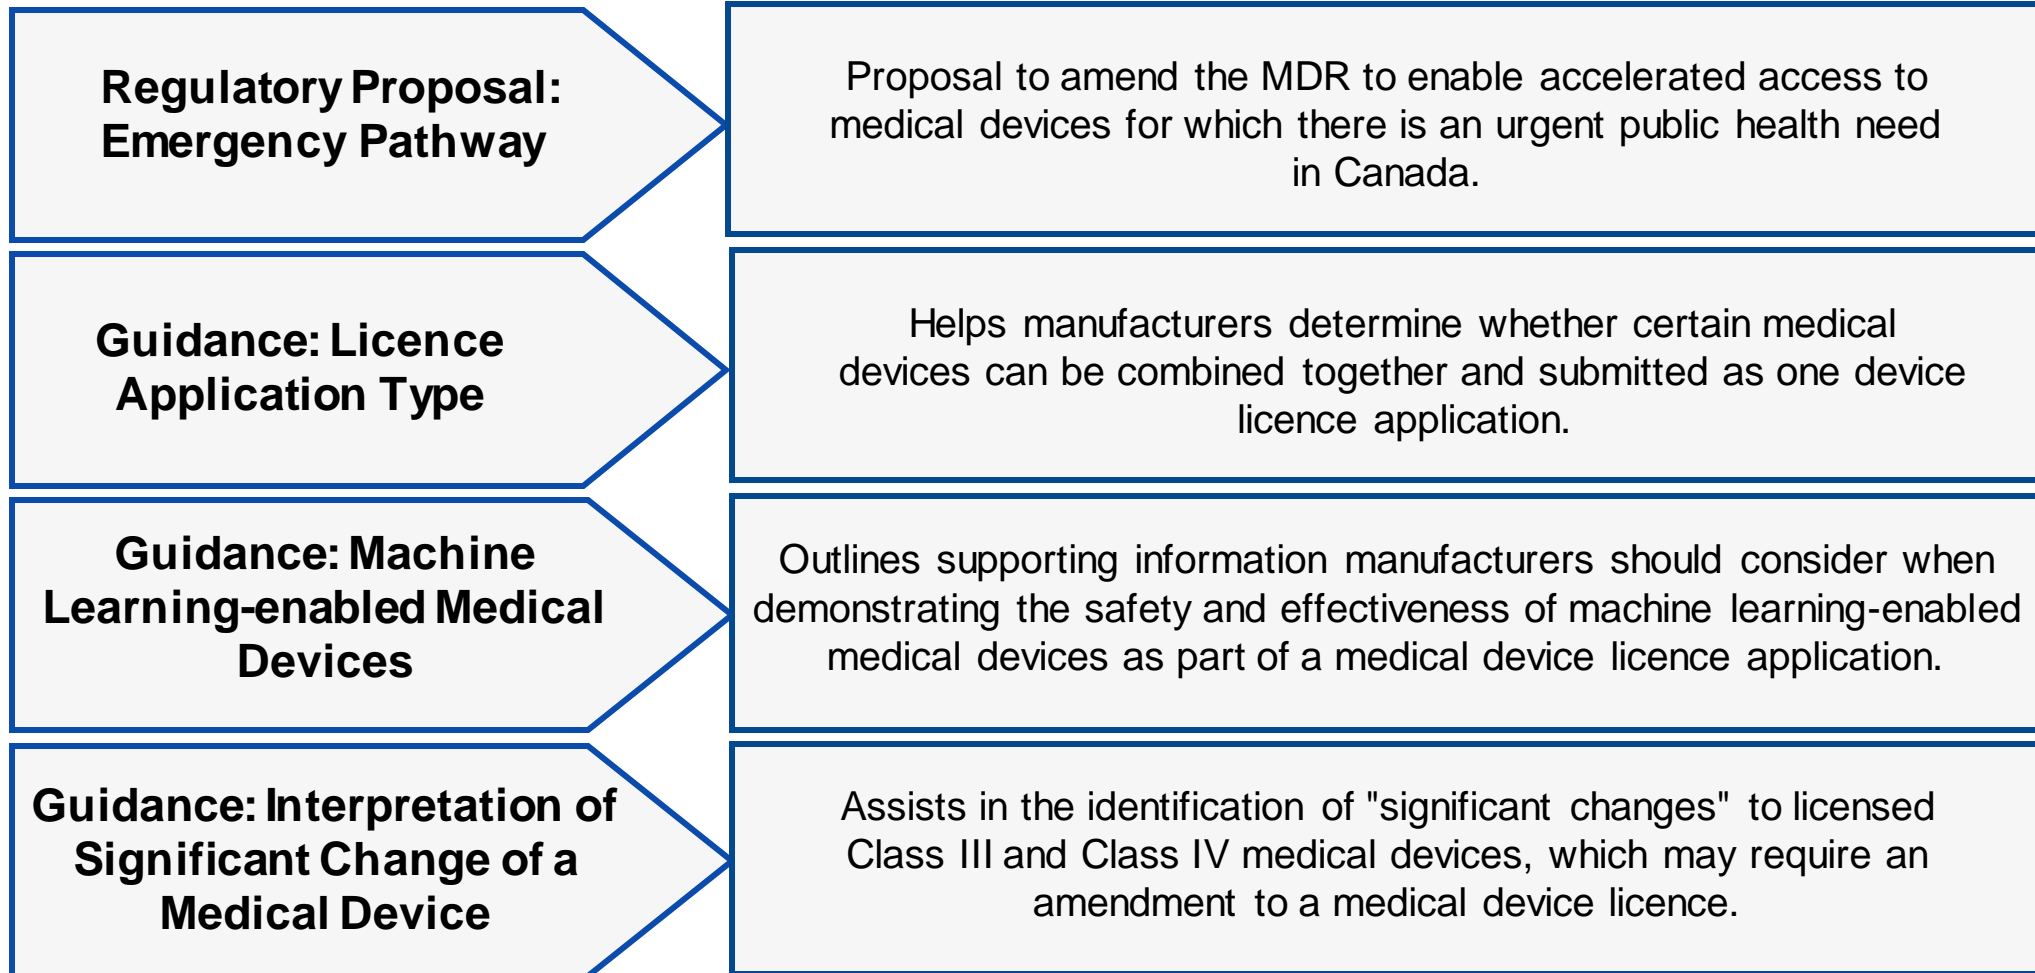 Regulatory Proposal:
Emergency Pathway
Proposal to amend the MDR to enable accelerated access to
medical devices for which there is an urgent public health need
in Canada.
Guidance: Licence
Application Type
Helps manufacturers determine whether certain medical
devices can be combined together and submitted as one device
licence application.
Guidance: Machine
Learning-enabled Medical
Devices
Outlines supporting information manufacturers should consider when
demonstrating the safety and effectiveness of machine learning-enabled
medical devices as part of a medical device licence application.
Guidance: Interpretation of
Significant Change of a
Medical Device
Assists in the identification of "significant changes" to licensed
Class III and Class IV medical devices, which may require an
amendment to a medical device licence.